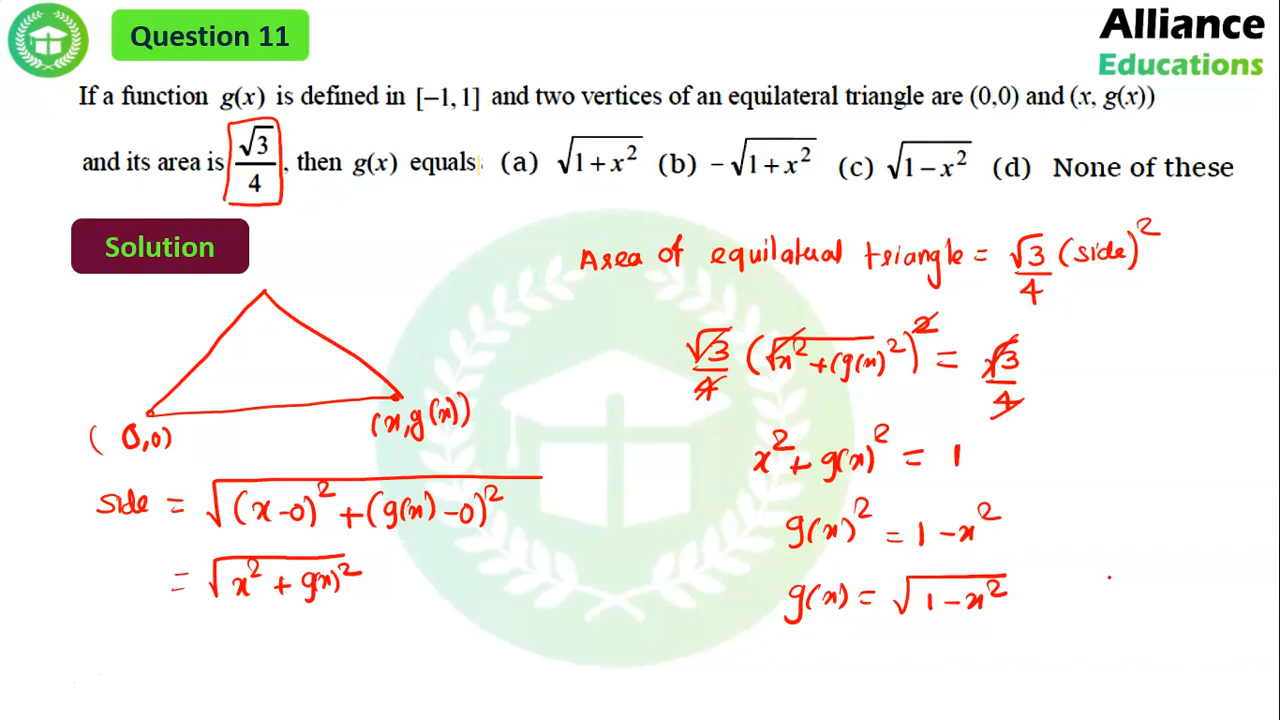 Question 11
Alliance
Educations
If a function g(x) is defined in [−1,1] and two vertices of an equilateral triangle are (0,0) and (x, g(x))
and its area is √3/4, then g(x) equals (a) √(1+x²) (b) −√(1+x²) (c) √(1−x²) (d) None of these
Solution
Area of equilateral triangle = √3/4 (side)²
(0,0)
(x, g(x))
side = √((x−0)² + (g(x)−0)²)
= √(x² + g(x)²)
√3/4 (√(x² + (g(x)²))² = √3/4
x² + g(x)² = 1
g(x)² = 1 − x²
g(x) = √(1−x²)